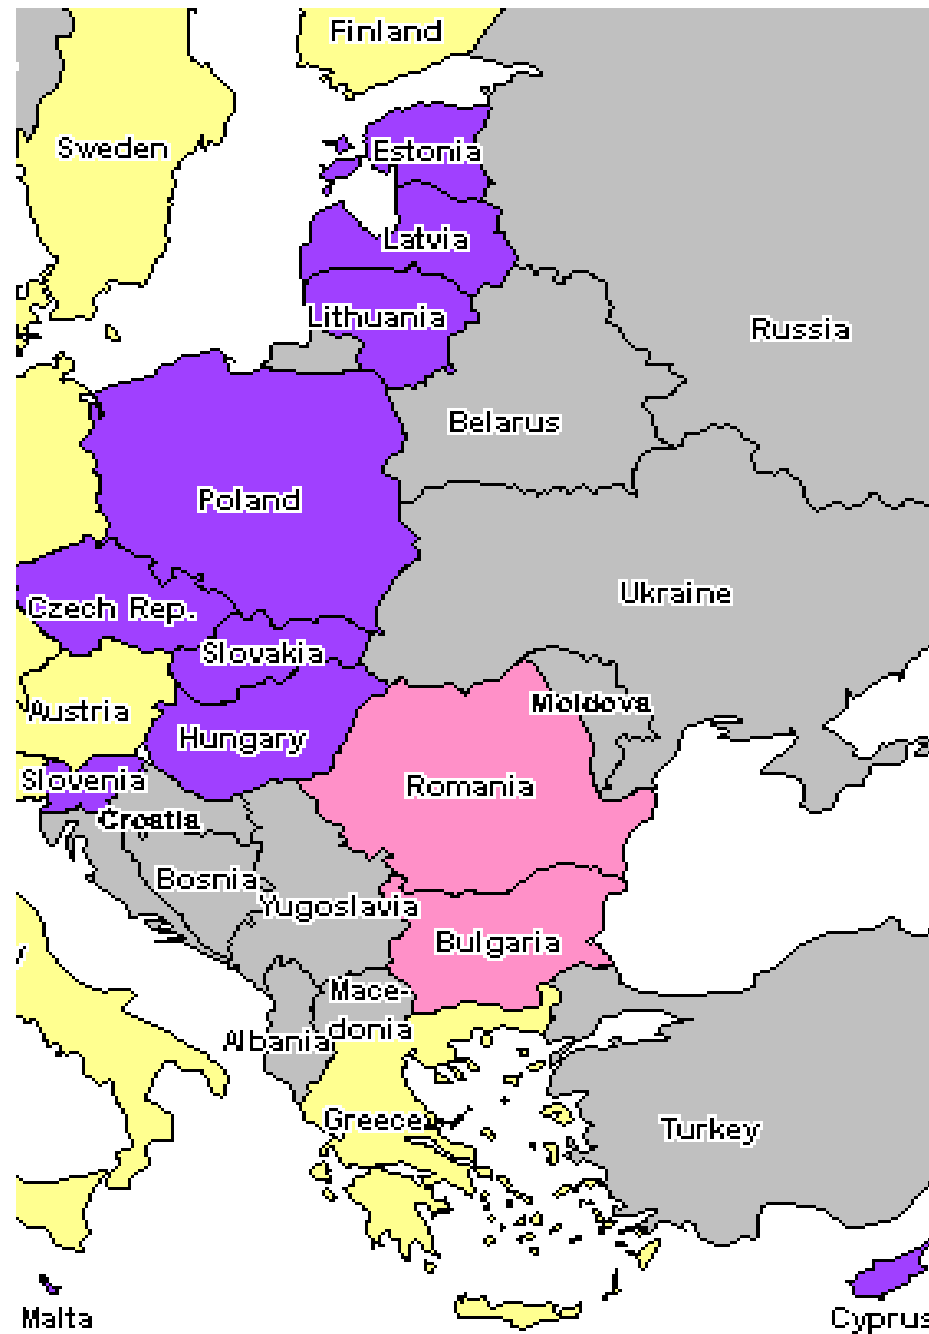 Finland
Sweden
Estonia
Latvia
Lithuania
Russia
Belarus
Poland
Ukraine
Czech Rep.
Slovakia
Moldova
Austria
Hungary
Slovenia
Romania
Croatia
Bosnia
Yugoslavia
Bulgaria
Mace-
donia
Albania
Greece
Turkey
Malta
Cyprus